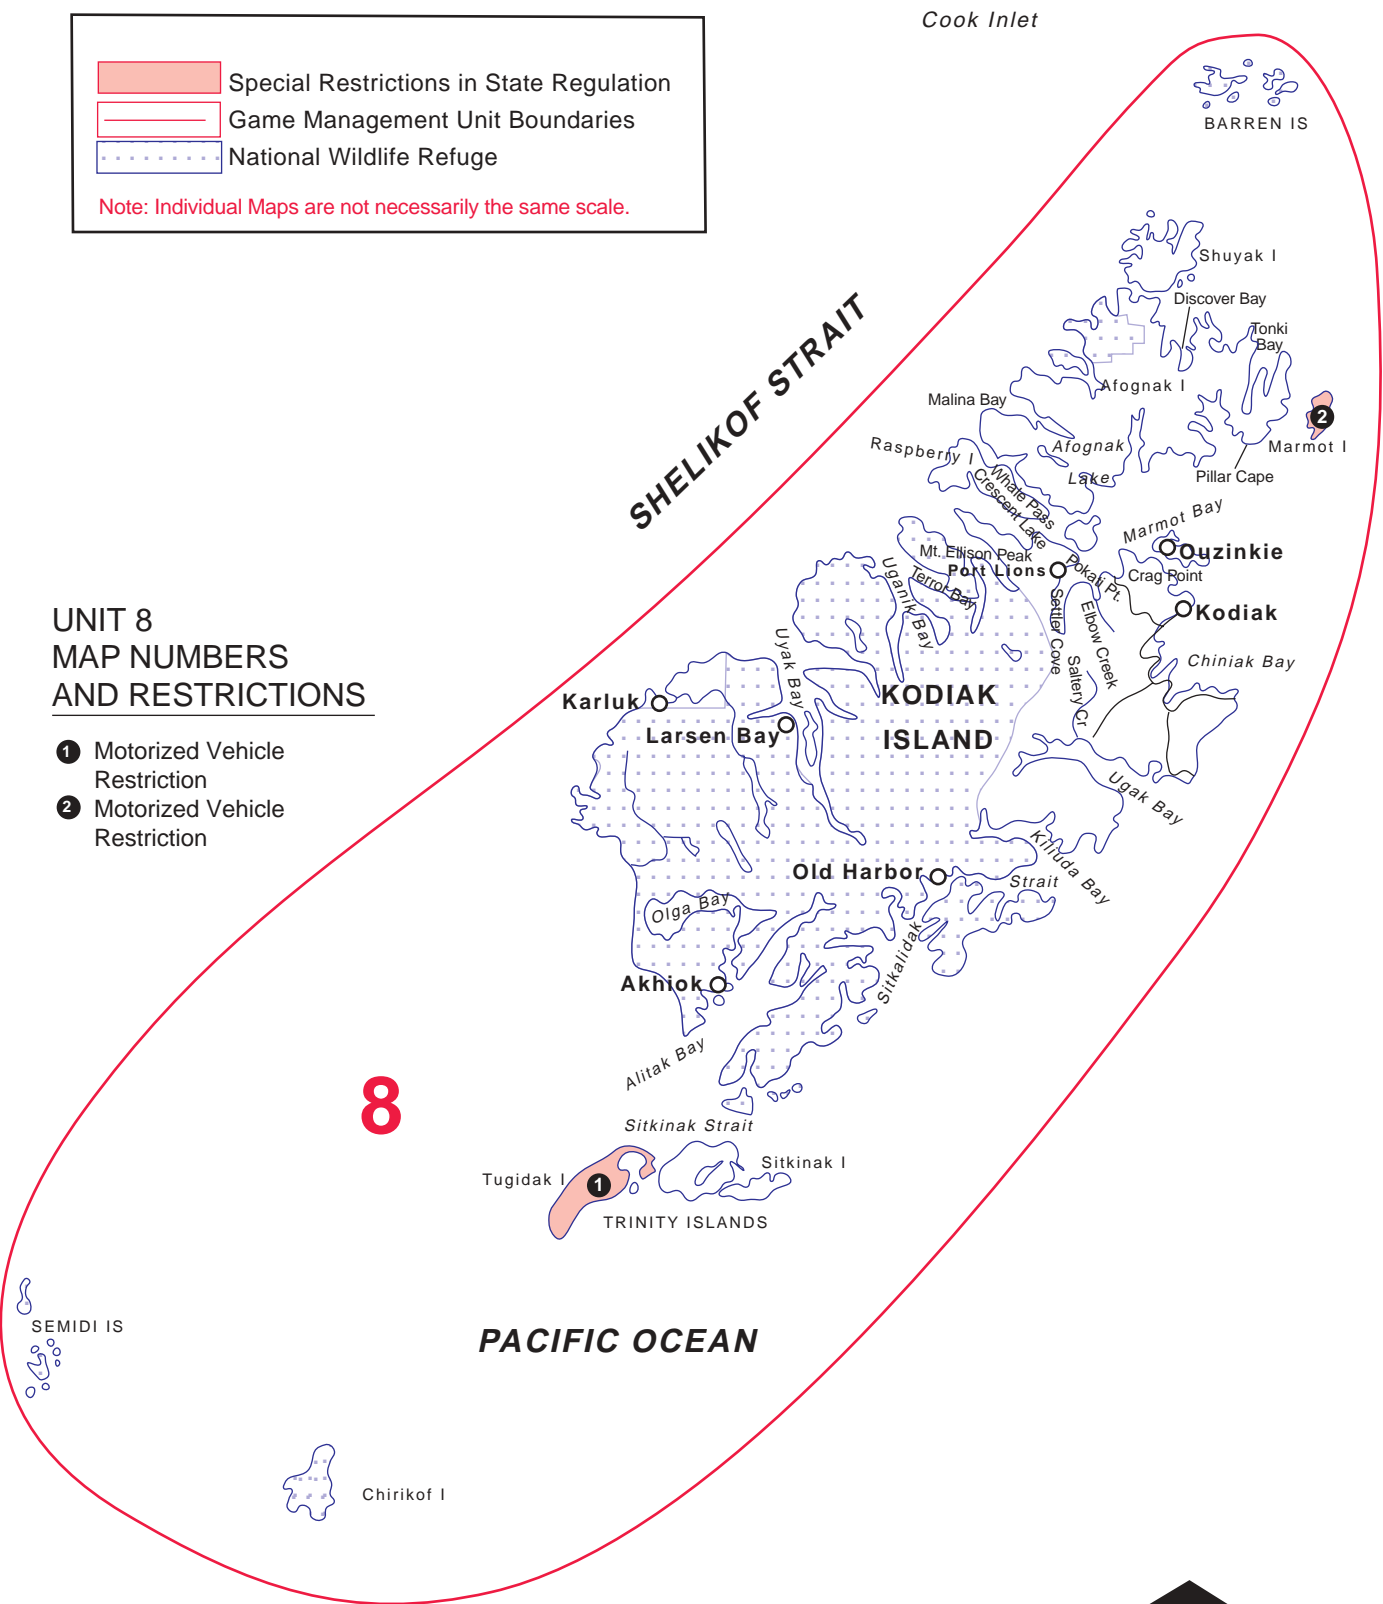 Cook Inlet
Special Restrictions in State Regulation
Game Management Unit Boundaries
National Wildlife Refuge
Note: Individual Maps are not necessarily the same scale.
BARREN IS
Shuyak I
Discover Bay
Tonki
Bay
SHELIKOF STRAIT
Afognak I
Malina Bay
2
Marmot I
Afognak
Lake
Raspberry I
Pillar Cape
Whale Pass
Crescent Lake
Marmot Bay
Ouzinkie
Mt. Ellison Peak
Port Lions
Pokati Pt.
Crag Point
Terror Bay
Uganik Bay
Settler Cove
Elbow Creek
Kodiak
UNIT 8
MAP NUMBERS
AND RESTRICTIONS
1 Motorized Vehicle
Restriction
2 Motorized Vehicle
Restriction
Uyak Bay
Saltery Cr
Chiniak Bay
Karluk
KODIAK
ISLAND
Larsen Bay
Ugak Bay
Kiliuda Bay
Old Harbor
Strait
Sitkalidak
Olga Bay
Akhiok
Alitak Bay
8
Sitkinak Strait
Tugidak I
1
Sitkinak I
TRINITY ISLANDS
SEMIDI IS
PACIFIC OCEAN
Chirikof I